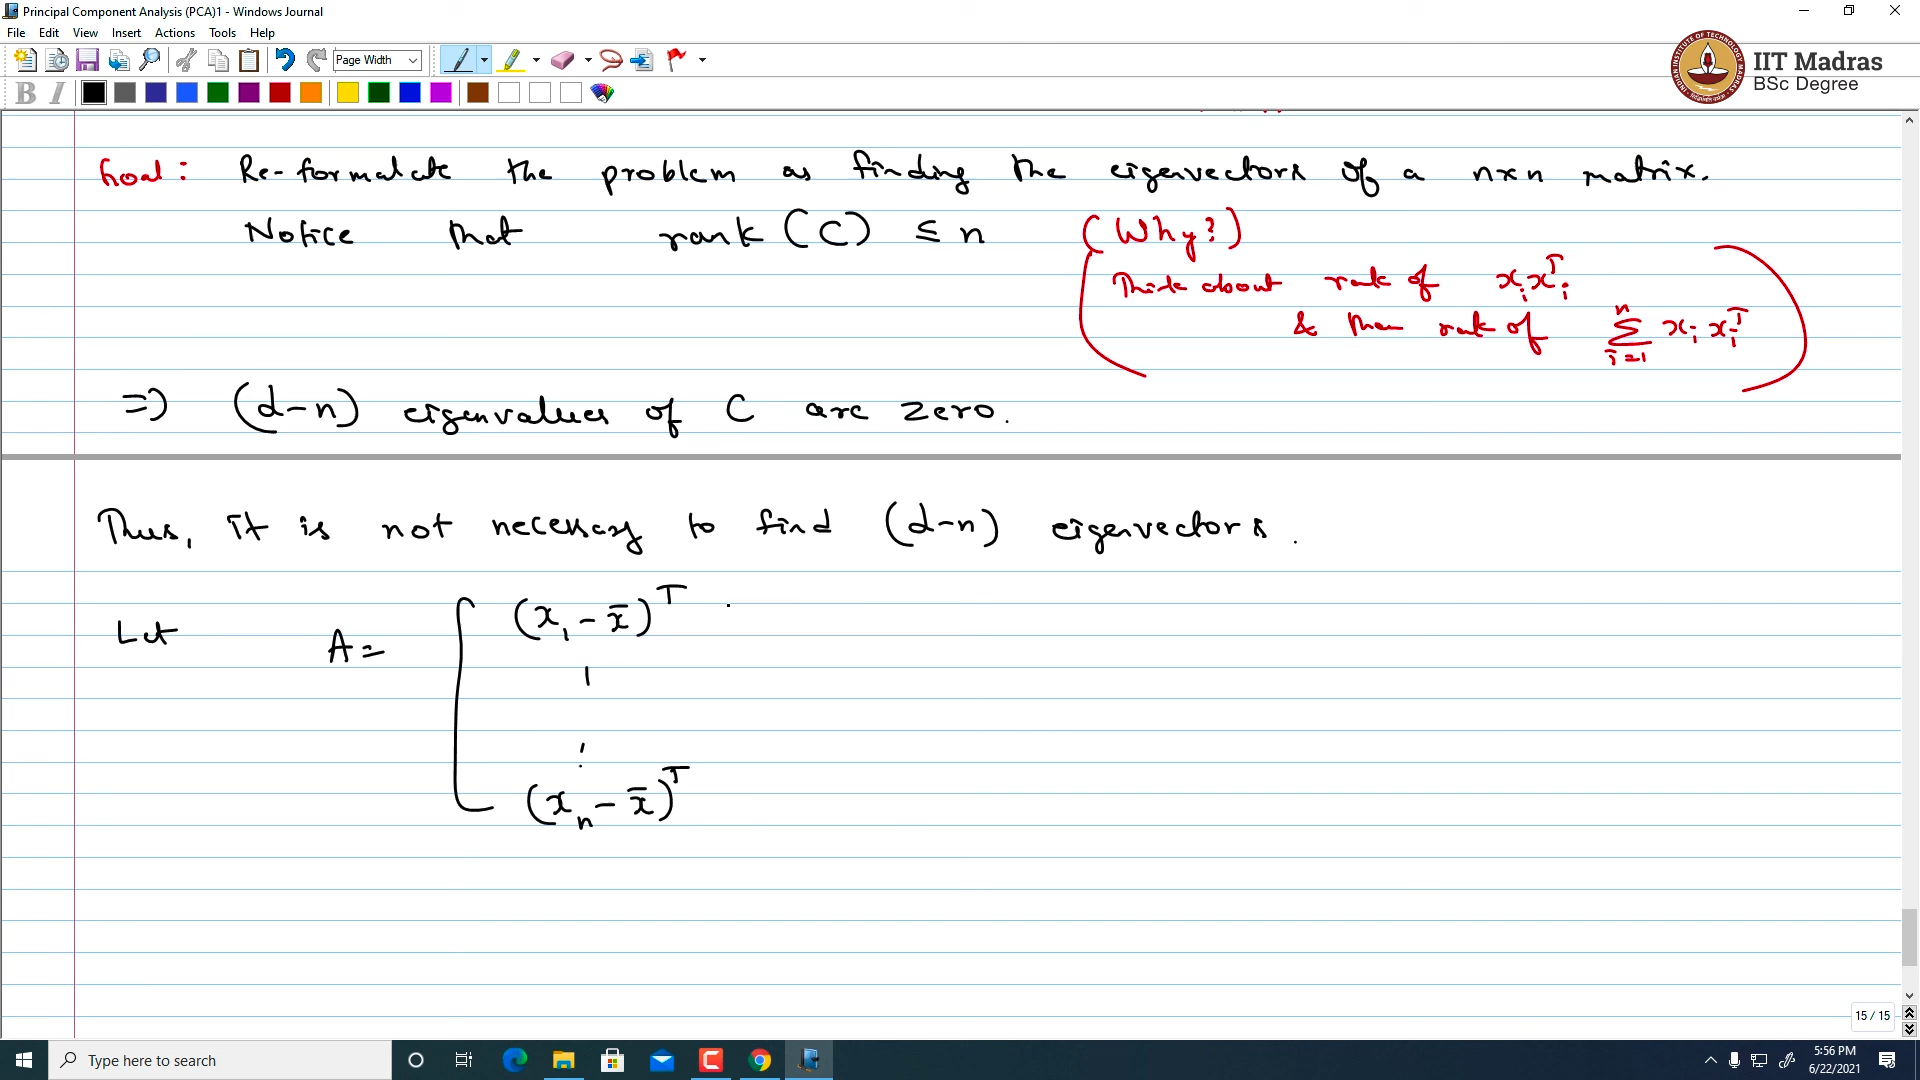 Principal Component Analysis (PCA)1 - Windows Journal
File Edit View Insert Actions Tools Help
Page Width
IIT Madras
BSc Degree
Goal: Re-formulate the problem as finding the eigenvectors of a n×n matrix.
Notice that rank (C) ≤ n (Why?)
Think about rank of xᵢxᵢᵀ
& then rank of ∑ᵢ₌₁ⁿ xᵢ xᵢᵀ
=> (d-n) eigenvalues of C are zero.
Thus, it is not necessary to find (d-n) eigenvectors.
Let A = [ (x₁ - x̄)ᵀ
⋮
(xₙ - x̄)ᵀ
15 / 15
Type here to search
5:56 PM
6/22/2021